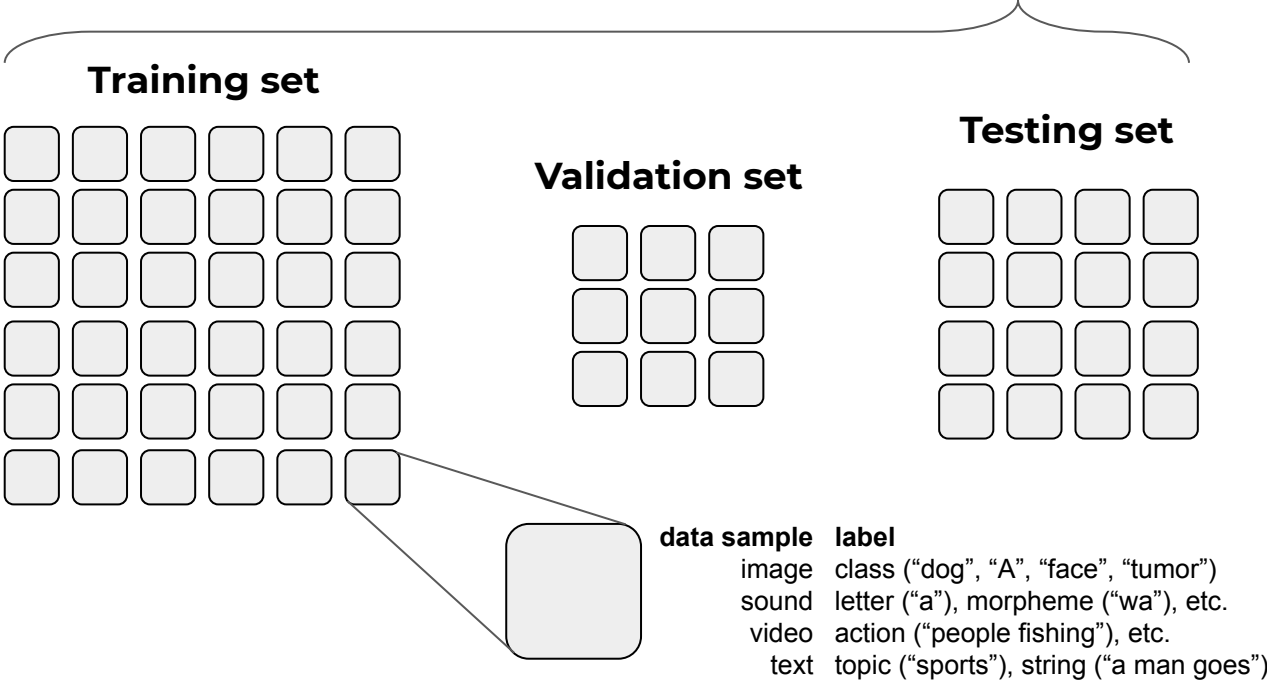 Training set
Testing set
Validation set
data sample label
image class (“dog”, “A”, “face”, “tumor”)
sound letter (“a”), morpheme (“wa”), etc.
video action (“people fishing”), etc.
text topic (“sports”), string (“a man goes”)